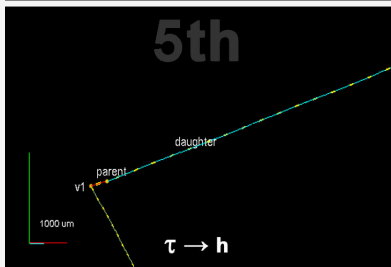 5th
daughter
parent
v1
1000 um
τ → h